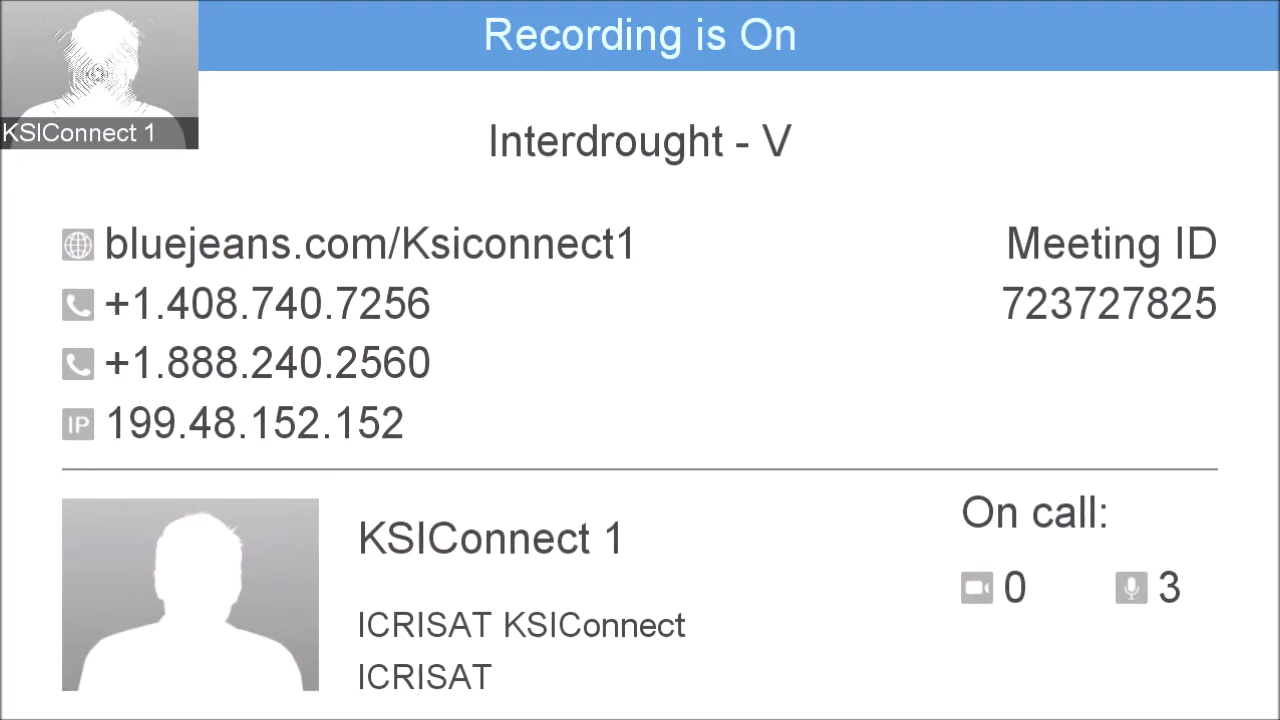 Recording is On
KSIConnect 1
Interdrought - V
bluejeans.com/Ksiconnect1
Meeting ID
+1.408.740.7256
723727825
+1.888.240.2560
IP 199.48.152.152
KSIConnect 1
On call:
0 3
ICRISAT KSIConnect
ICRISAT